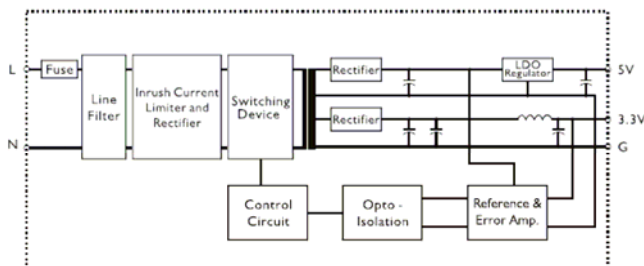 L
Fuse
Line
Filter
Inrush Current
Limiter and
Rectifier
Switching
Device
Rectifier
LDO
Regulator
5V
Rectifier
3.3V
N
G
Control
Circuit
Opto -
Isolation
Reference &
Error Amp.